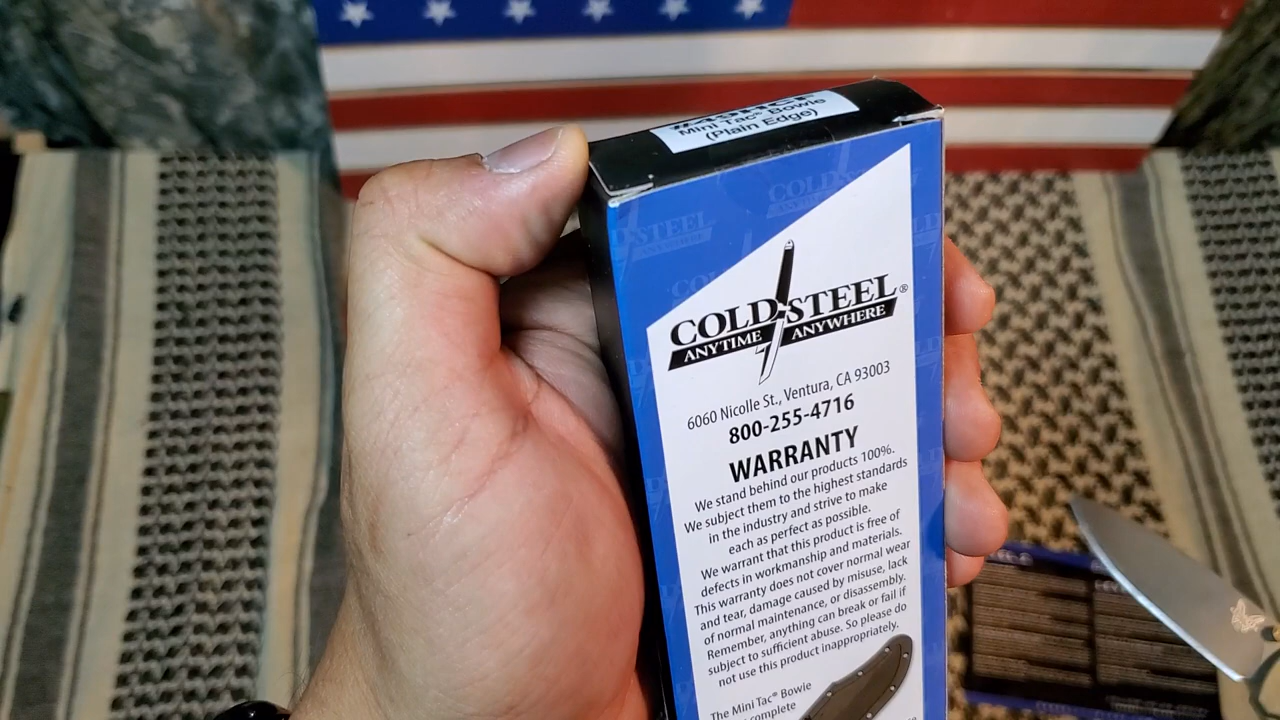 #49HCF
Mini Tac® Bowie
(Plain Edge)
COLD STEEL®
ANYTIME ANYWHERE
6060 Nicolle St., Ventura, CA 93003
800-255-4716
WARRANTY
We stand behind our products 100%.
We subject them to the highest standards
in the industry and strive to make
each as perfect as possible.
We warrant that this product is free of
defects in workmanship and materials.
This warranty does not cover normal wear
and tear, damage caused by misuse, lack
of normal maintenance, or disassembly.
Remember, anything can break or fail if
subject to sufficient abuse. So please do
not use this product inappropriately.
The Mini Tac® Bowie
complete